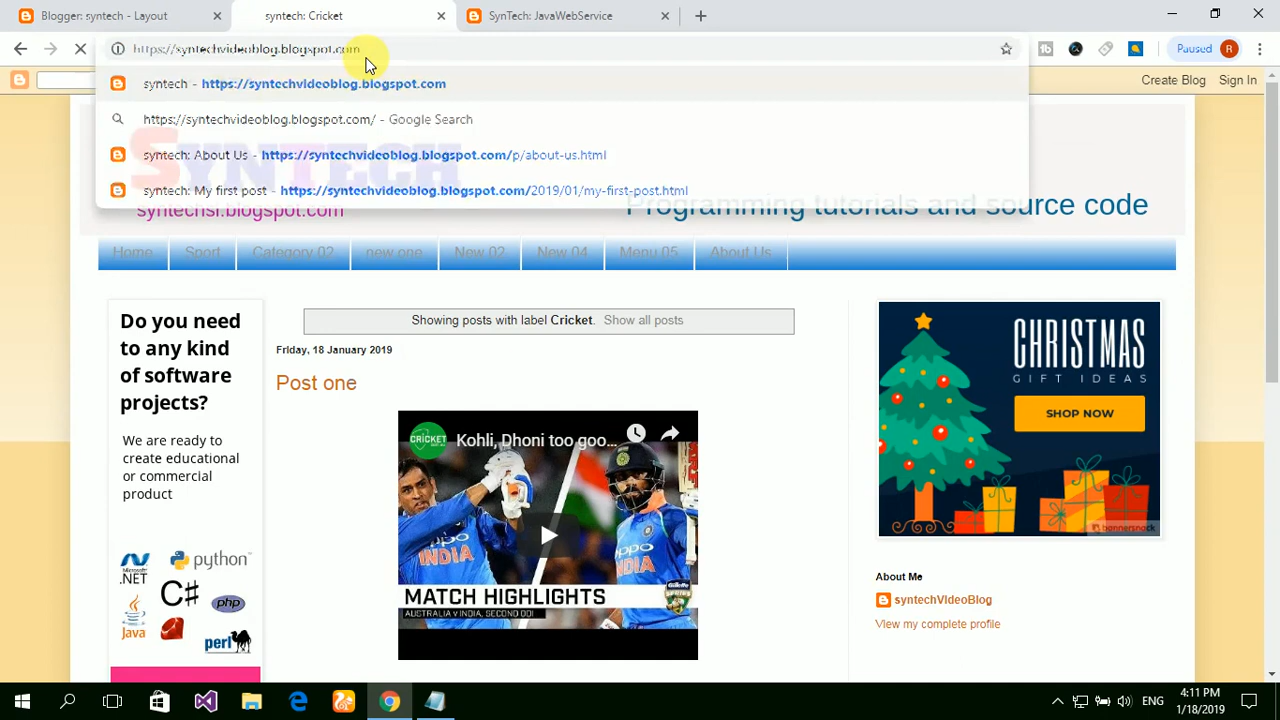 Blogger: syntech - Layout
syntech: Cricket
SynTech: JavaWebService
https://syntechvideoblog.blogspot.com
Paused R
syntech - https://syntechvideoblog.blogspot.com
Create Blog Sign In
https://syntechvideoblog.blogspot.com/ - Google Search
syntech: About Us - https://syntechvideoblog.blogspot.com/p/about-us.html
SYNTECH
syntech: My first post - https://syntechvideoblog.blogspot.com/2019/01/my-first-post.html
syntechsl.blogspot.com
Programming tutorials and source code
Home Sport Category 02 new one New 02 New 04 Menu 05 About Us
Do you need
to any kind
of software
projects?
We are ready to
create educational
or commercial
product
Microsoft
.NET
python
C#
php
Java
perl
Showing posts with label Cricket. Show all posts
Friday, 18 January 2019
Post one
CRICKET
Kohli, Dhoni too goo...
OPPO
INDIA
oppo
INDIA
MATCH HIGHLIGHTS
Gillette
AUSTRALIA V INDIA, SECOND ODI
CHRISTMAS
GIFT IDEAS
SHOP NOW
bannersnack
About Me
syntechVIdeoBlog
View my complete profile
ENG
4:11 PM
1/18/2019